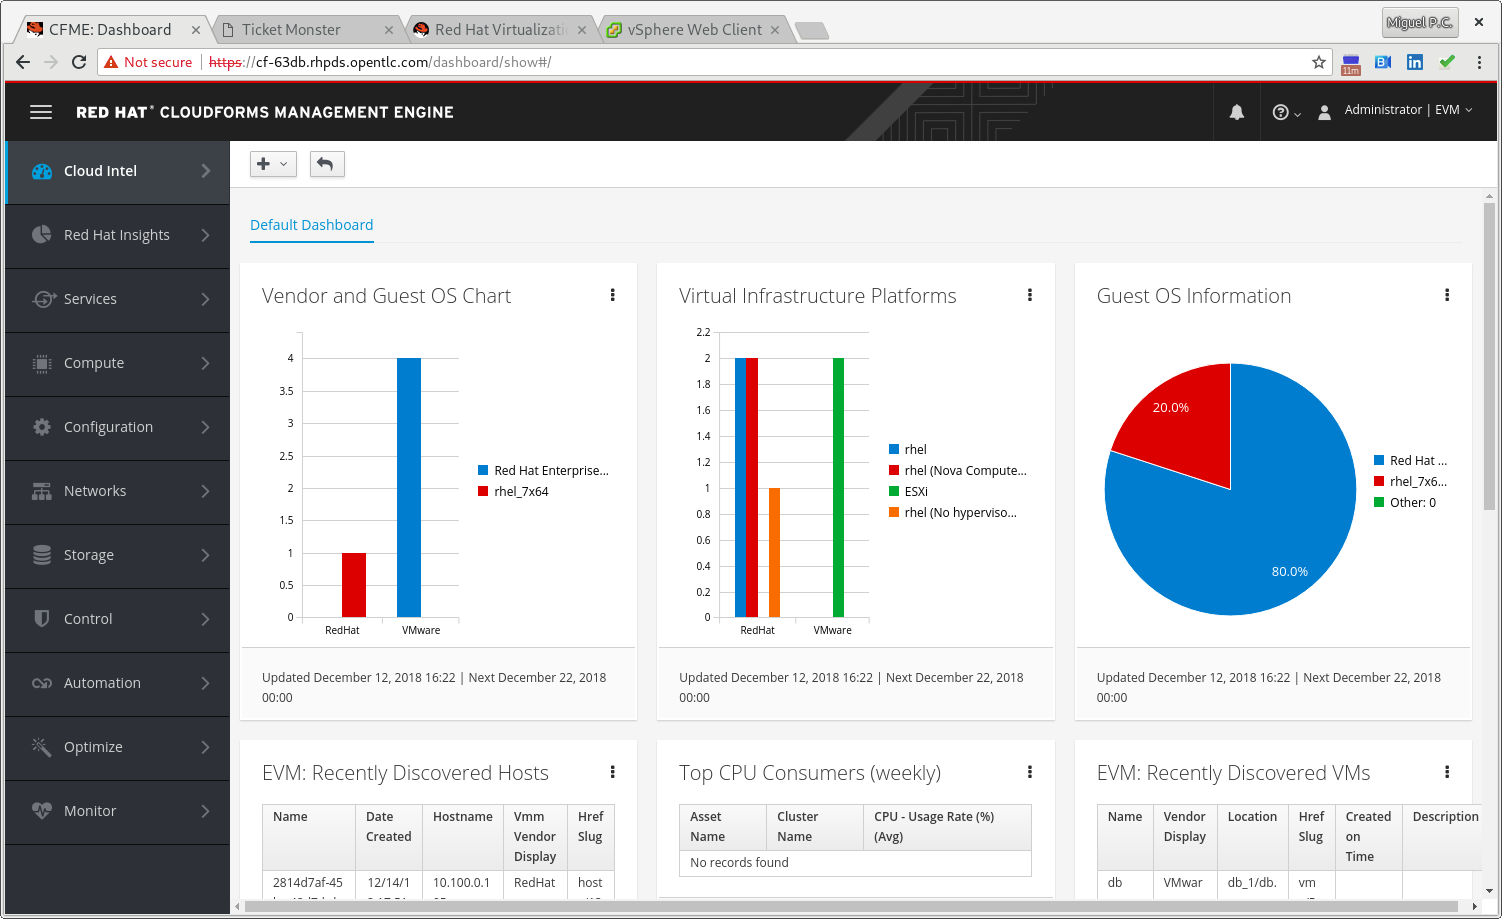 CFME: Dashboard
Ticket Monster
Red Hat Virtualizati
vSphere Web Client
Miguel P.C.
Not secure
https://cf-63db.rhpds.opentlc.com/dashboard/show#/
11m
RED HAT® CLOUDFORMS MANAGEMENT ENGINE
Administrator | EVM
Cloud Intel
Red Hat Insights
Services
Compute
Configuration
Networks
Storage
Control
Automation
Optimize
Monitor
Default Dashboard
Vendor and Guest OS Chart
4
3.5
3
2.5
2
1.5
1
0.5
0
RedHat
VMware
Red Hat Enterprise...
rhel_7x64
Updated December 12, 2018 16:22 | Next December 22, 2018
00:00
Virtual Infrastructure Platforms
2.2
2
1.8
1.6
1.4
1.2
1
0.8
0.6
0.4
0.2
0
RedHat
VMware
rhel
rhel (Nova Compute...
ESXi
rhel (No hyperviso...
Updated December 12, 2018 16:22 | Next December 22, 2018
00:00
Guest OS Information
20.0%
80.0%
Red Hat ...
rhel_7x6...
Other: 0
Updated December 12, 2018 16:22 | Next December 22, 2018
00:00
EVM: Recently Discovered Hosts
Name
Date
Created
Hostname
Vmm
Vendor
Display
Href
Slug
2814d7af-45
12/14/1
10.100.0.1
RedHat
host
Top CPU Consumers (weekly)
Asset
Name
Cluster
Name
CPU - Usage Rate (%)
(Avg)
No records found
EVM: Recently Discovered VMs
Name
Vendor
Display
Location
Href
Slug
Created
on
Time
Description
db
VMwar
db_1/db.
vm